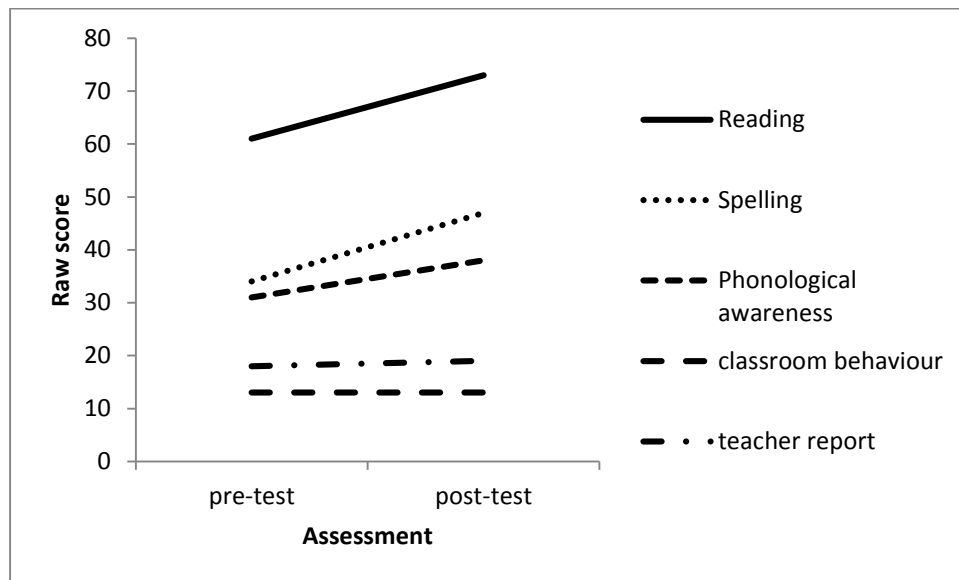 80
70
60
50
40
30
20
10
0
Raw score
pre-test
post-test
Assessment
Reading
Spelling
Phonological
awareness
classroom behaviour
teacher report